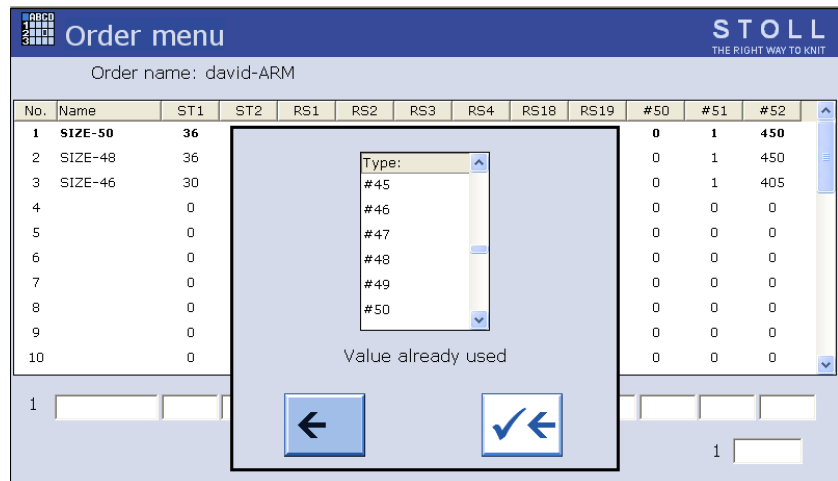 ABCD
1
2
3
Order menu
STOLL
THE RIGHT WAY TO KNIT
Order name: david-ARM
No. Name ST1 ST2 RS1 RS2 RS3 RS4 RS18 RS19 #50 #51 #52
1 SIZE-50 36 0 1 450
2 SIZE-48 36 0 1 450
3 SIZE-46 30 0 1 405
4 0 0 0 0
5 0 0 0 0
6 0 0 0 0
7 0 0 0 0
8 0 0 0 0
9 0 0 0 0
10 0 0 0 0
Type:
#45
#46
#47
#48
#49
#50
Value already used
1
1